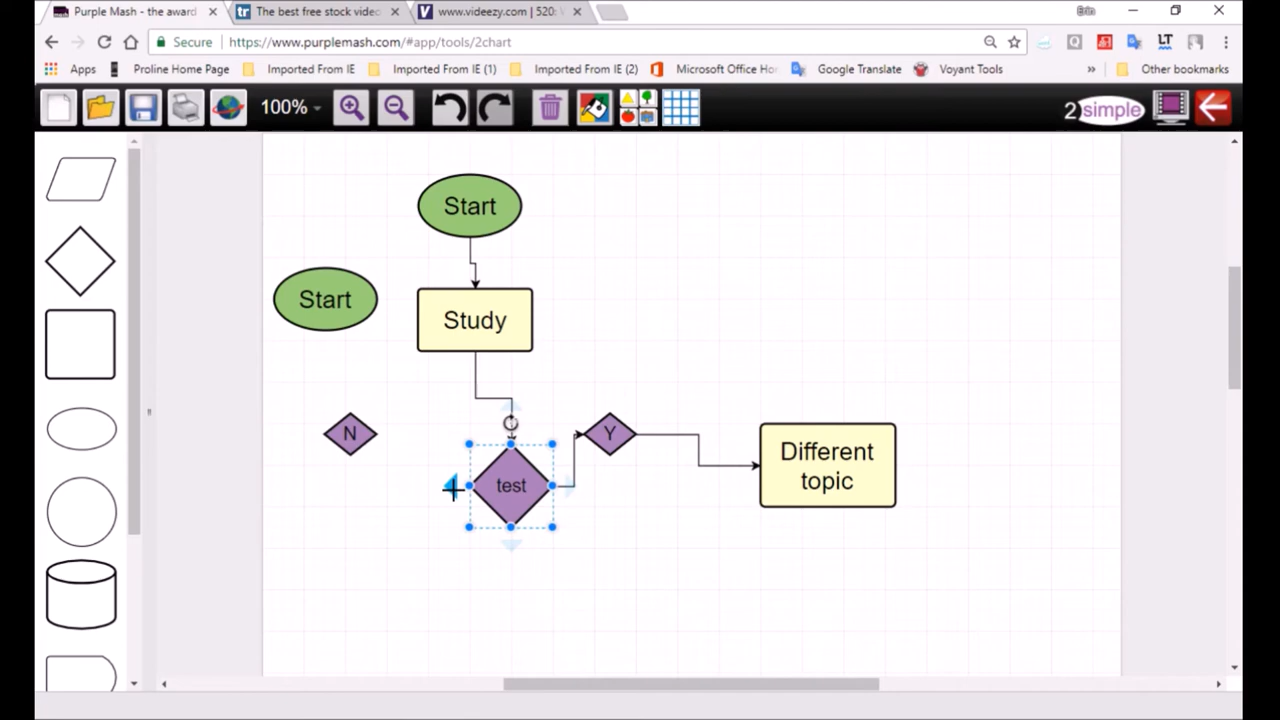 Purple Mash - the award
The best free stock video
www.videezy.com | 520:
Erin
Secure
https://www.purplemash.com/#app/tools/2chart
Apps
Proline Home Page
Imported From IE
Imported From IE (1)
Imported From IE (2)
Microsoft Office Ho
Google Translate
Voyant Tools
»
Other bookmarks
100%
2simple
Start
Start
Study
N
Y
test
Different
topic